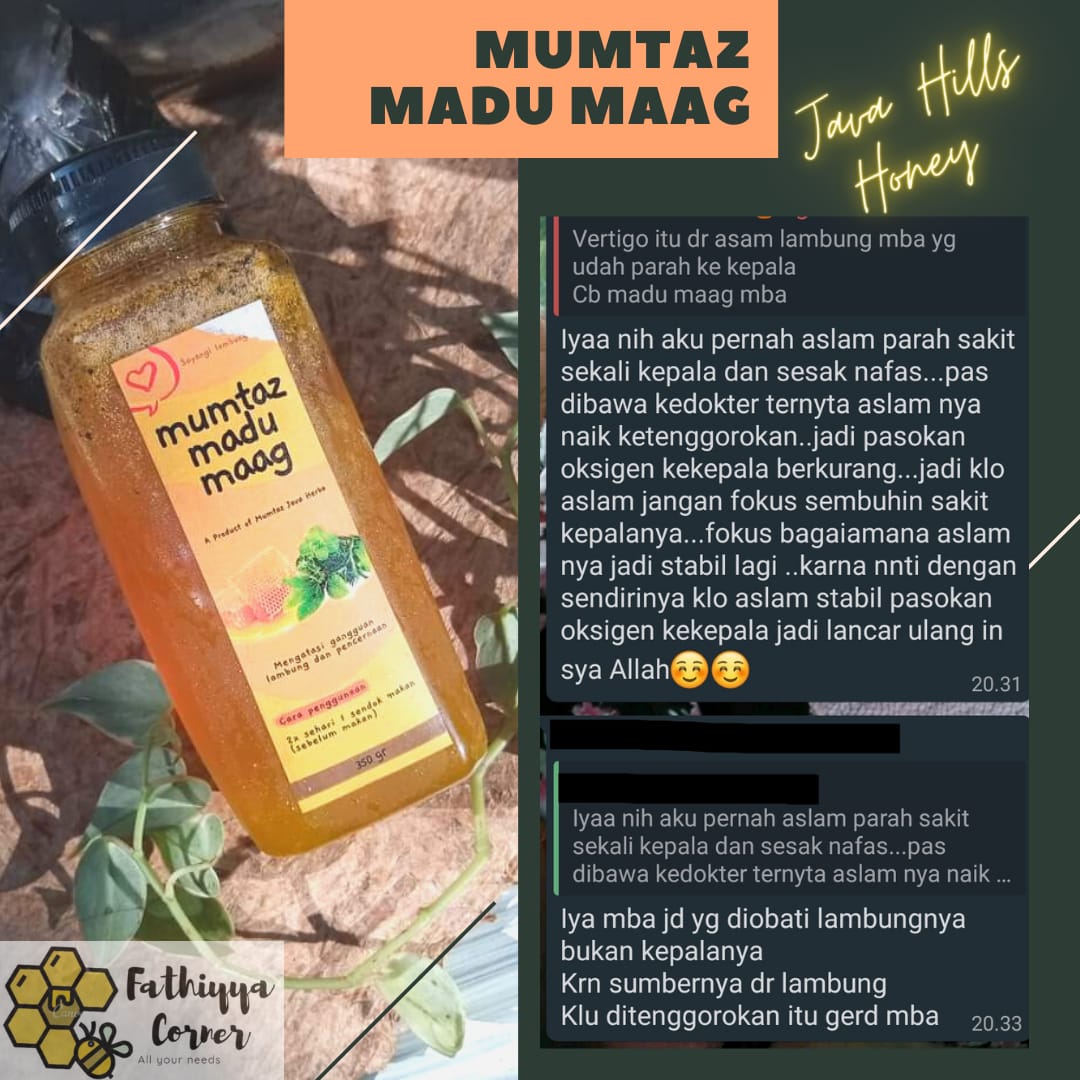 MUMTAZ
MADU MAAG
Java Hills
Honey
Sayangi lambung
mumtaz
madu
maag
A Product of Mumtaz Java Herbs
Mengatasi gangguan
lambung dan pencernaan
Cara penggunaan
2x sehari 1 sendok makan
(sebelum makan)
350 gr
Vertigo itu dr asam lambung mba yg
udah parah ke kepala
Cb madu maag mba
Iyaa nih aku pernah aslam parah sakit
sekali kepala dan sesak nafas...pas
dibawa kedokter ternyta aslam nya
naik ketenggorokan..jadi pasokan
oksigen kekepala berkurang...jadi klo
aslam jangan fokus sembuhin sakit
kepalanya...fokus bagaiamana aslam
nya jadi stabil lagi ..karna nnti dengan
sendirinya klo aslam stabil pasokan
oksigen kekepala jadi lancar ulang in
sya Allah☺️☺️
20.31
Iyaa nih aku pernah aslam parah sakit
sekali kepala dan sesak nafas...pas
dibawa kedokter ternyta aslam nya naik ...
Iya mba jd yg diobati lambungnya
bukan kepalanya
Krn sumbernya dr lambung
Klu ditenggorokan itu gerd mba
20.33
Fathiyya
Corner
All your needs